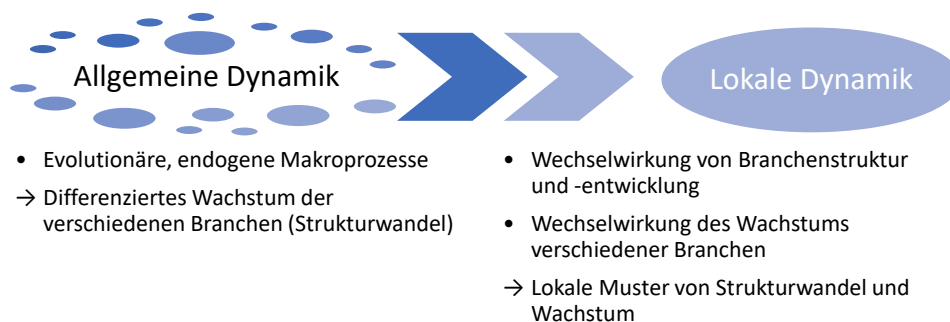 Allgemeine Dynamik
Lokale Dynamik
• Evolutionäre, endogene Makroprozesse
→ Differenziertes Wachstum der
verschiedenen Branchen (Strukturwandel)
• Wechselwirkung von Branchenstruktur
und -entwicklung
• Wechselwirkung des Wachstums
verschiedener Branchen
→ Lokale Muster von Strukturwandel und
Wachstum